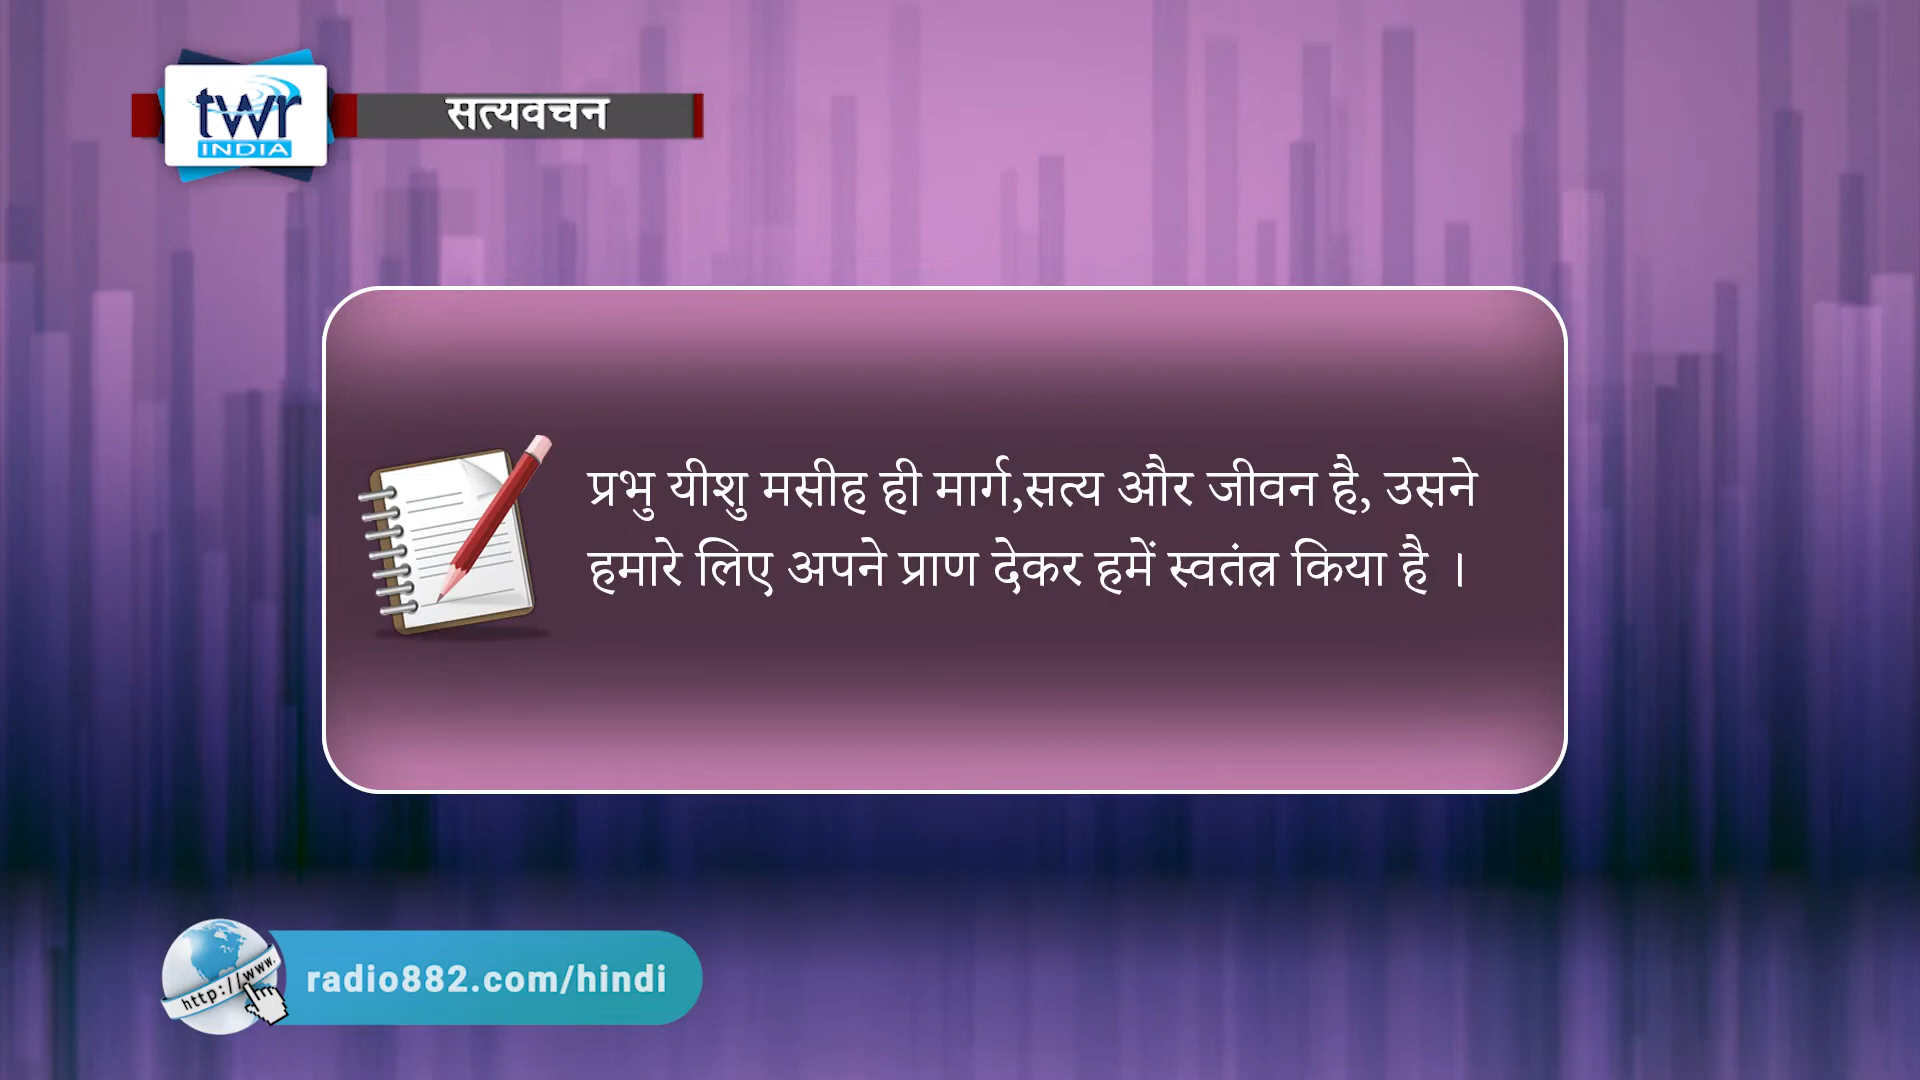 twr
INDIA
सत्यवचन
प्रभु यीशु मसीह ही मार्ग,सत्य और जीवन है, उसने
हमारे लिए अपने प्राण देकर हमें स्वतंत्र किया है ।
http://www.
radio882.com/hindi